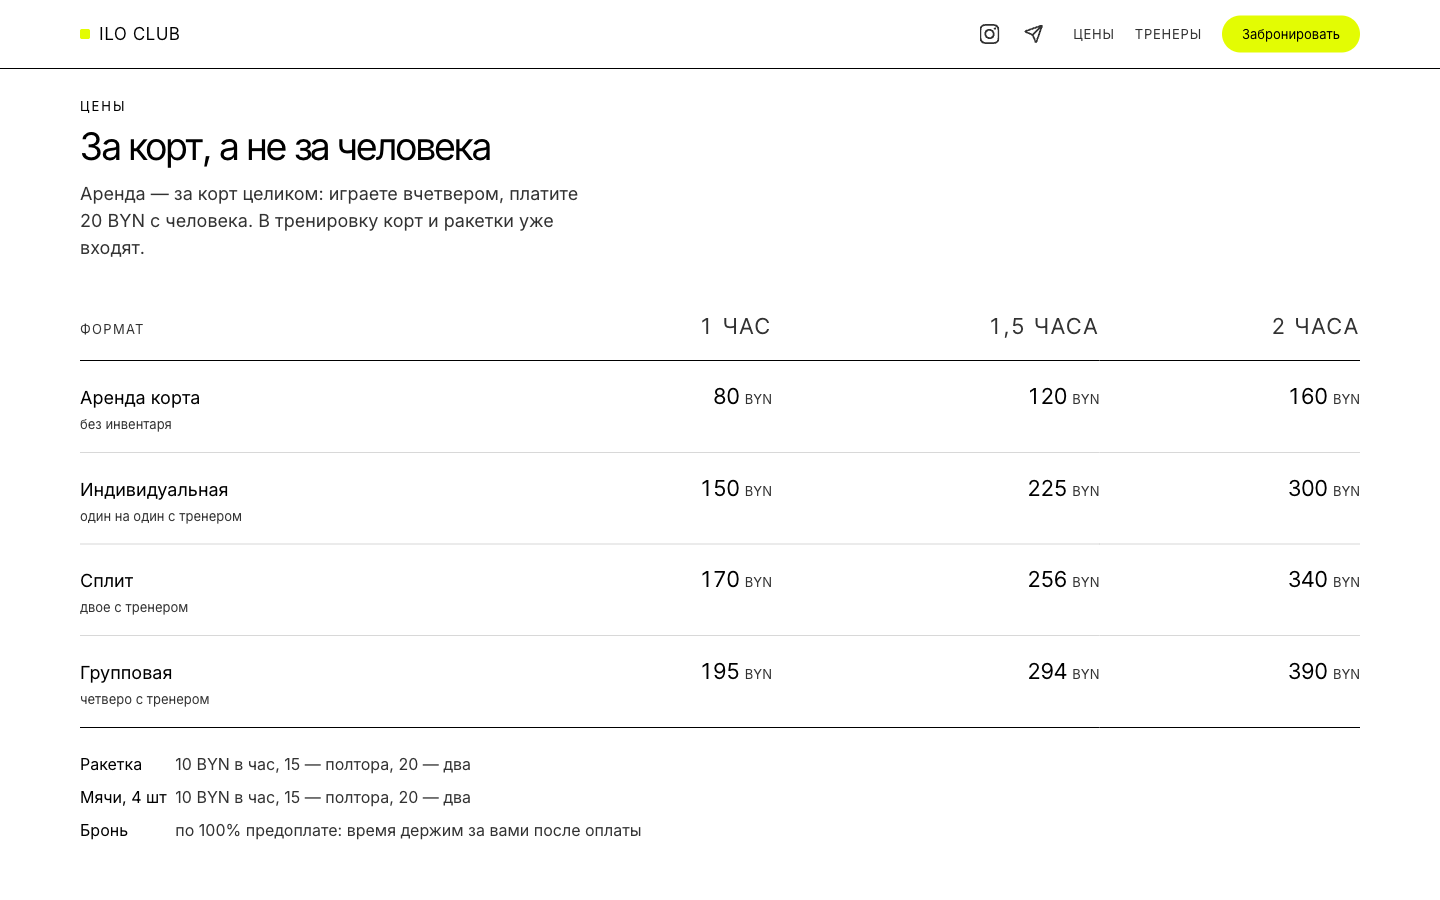 ILO CLUB
ЦЕНЫ ТРЕНЕРЫ Забронировать
ЦЕНЫ
За корт, а не за человека
Аренда — за корт целиком: играете вчетвером, платите
20 BYN с человека. В тренировку корт и ракетки уже
входят.
ФОРМАТ 1 ЧАС 1,5 ЧАСА 2 ЧАСА
Аренда корта 80 BYN 120 BYN 160 BYN
без инвентаря
Индивидуальная 150 BYN 225 BYN 300 BYN
один на один с тренером
Сплит 170 BYN 256 BYN 340 BYN
двое с тренером
Групповая 195 BYN 294 BYN 390 BYN
четверо с тренером
Ракетка 10 BYN в час, 15 — полтора, 20 — два
Мячи, 4 шт 10 BYN в час, 15 — полтора, 20 — два
Бронь по 100% предоплате: время держим за вами после оплаты